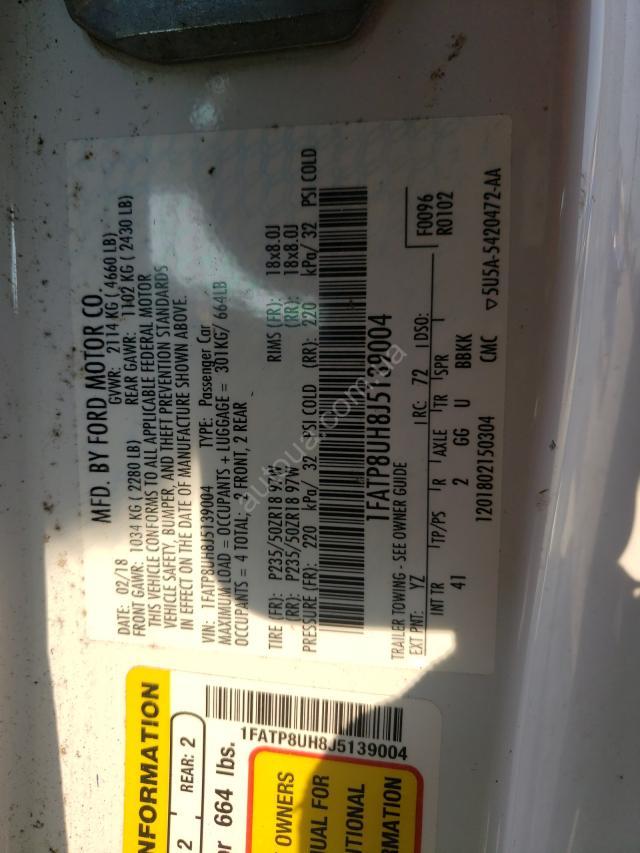 MFD. BY FORD MOTOR CO.
DATE: 02/18 GVWR: 2114 KG ( 4660 LB)
FRONT GAWR: 1034 KG ( 2280 LB) REAR GAWR: 1102 KG ( 2430 LB)
THIS VEHICLE CONFORMS TO ALL APPLICABLE FEDERAL MOTOR
VEHICLE SAFETY, BUMPER, AND THEFT PREVENTION STANDARDS
IN EFFECT ON THE DATE OF MANUFACTURE SHOWN ABOVE.
VIN: 1FATP8UH8J5139004 TYPE: Passenger Car
MAXIMUM LOAD = OCCUPANTS + LUGGAGE = 301KG/ 664LB
OCCUPANTS = 4 TOTAL, 2 FRONT, 2 REAR
TIRE (FR): P235/50ZR18 97W RIMS (FR): 18x8.0J
(RR): P235/50ZR18 97W (RR): 18x8.0J
PRESSURE (FR): 220 kPa/ 32 PSI COLD (RR): 220 kPa/ 32 PSI COLD
1FATP8UH8J5139004
TRAILER TOWING - SEE OWNER GUIDE
F0096
EXT PNT: YZ RC: 72 DSO: R0102
INT TR TP/PS R AXLE TR SPR
41 2 GG U BBKK
1201802150304 CMC ▽5U5A-5420472-AA
autoua.com.ua
NFORMATION
2 REAR: 2
r 664 lbs.
1FATP8UH8J5139004
OWNERS
UAL FOR
TIONAL
MATION